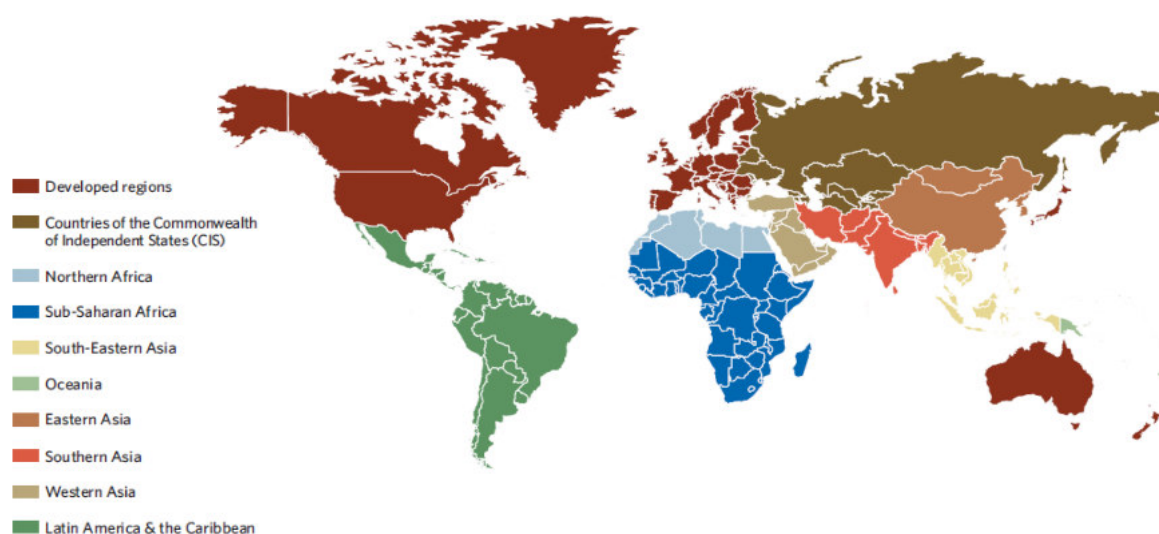 Developed regions
Countries of the Commonwealth
of Independent States (CIS)
Northern Africa
Sub-Saharan Africa
South-Eastern Asia
Oceania
Eastern Asia
Southern Asia
Western Asia
Latin America & the Caribbean